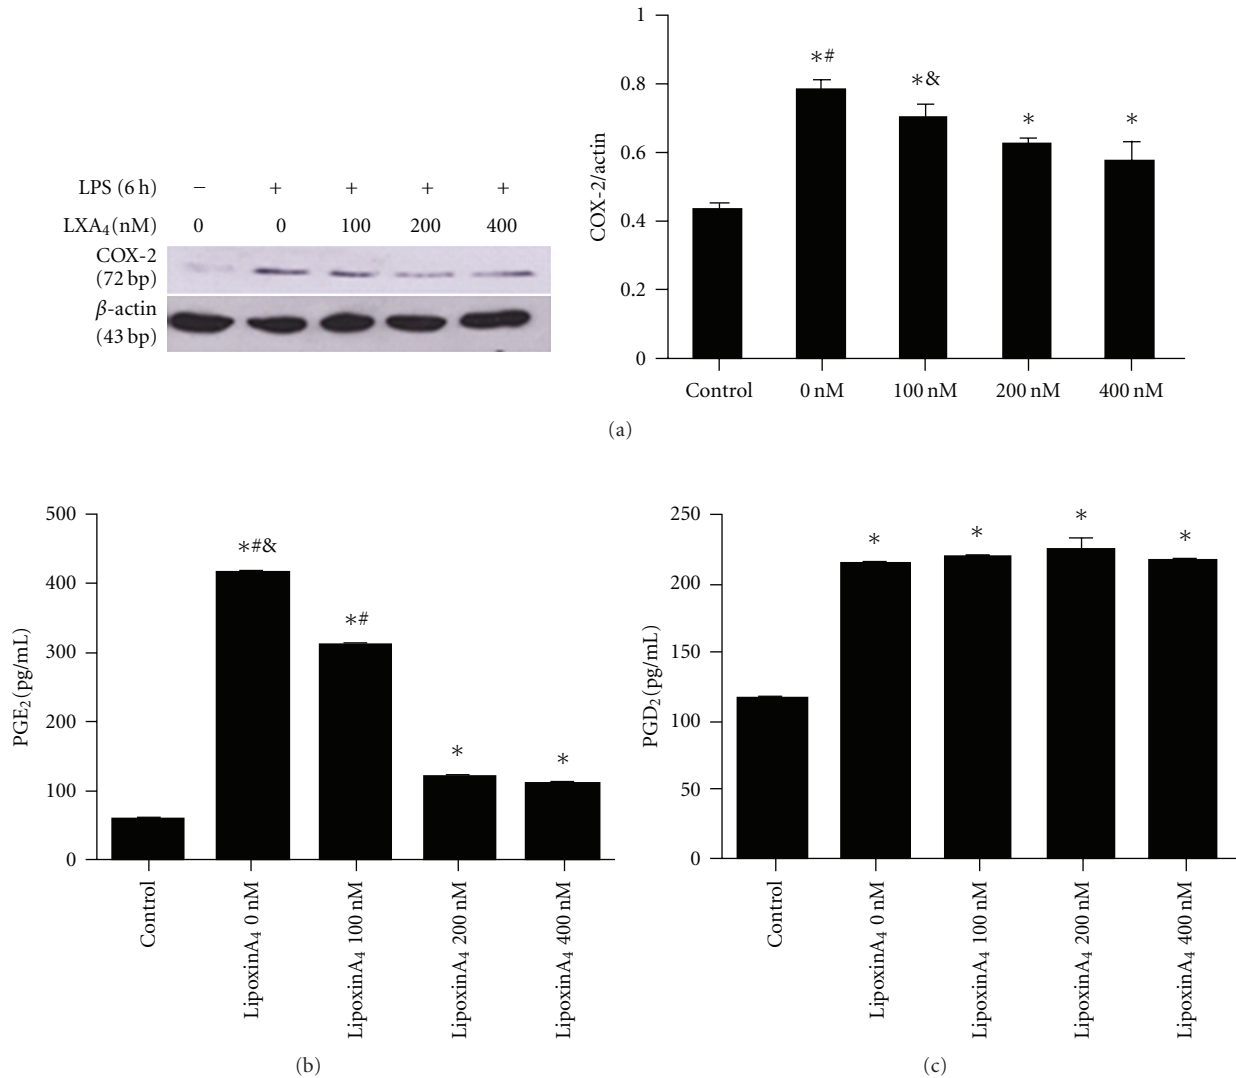 LPS (6 h) − + + + +
LXA₄(nM) 0 0 100 200 400
COX-2
(72 bp)
β-actin
(43 bp)
COX-2/actin
1
0.8
0.6
0.4
0.2
0
∗#
∗&
∗
∗
Control 0 nM 100 nM 200 nM 400 nM
(a)
PGE₂(pg/mL)
500
400
300
200
100
0
∗#&
∗#
∗
∗
Control
LipoxinA₄ 0 nM
LipoxinA₄ 100 nM
LipoxinA₄ 200 nM
LipoxinA₄ 400 nM
(b)
PGD₂(pg/mL)
250
200
150
100
50
0
∗
∗
∗
∗
Control
LipoxinA₄ 0 nM
LipoxinA₄ 100 nM
LipoxinA₄ 200 nM
LipoxinA₄ 400 nM
(c)